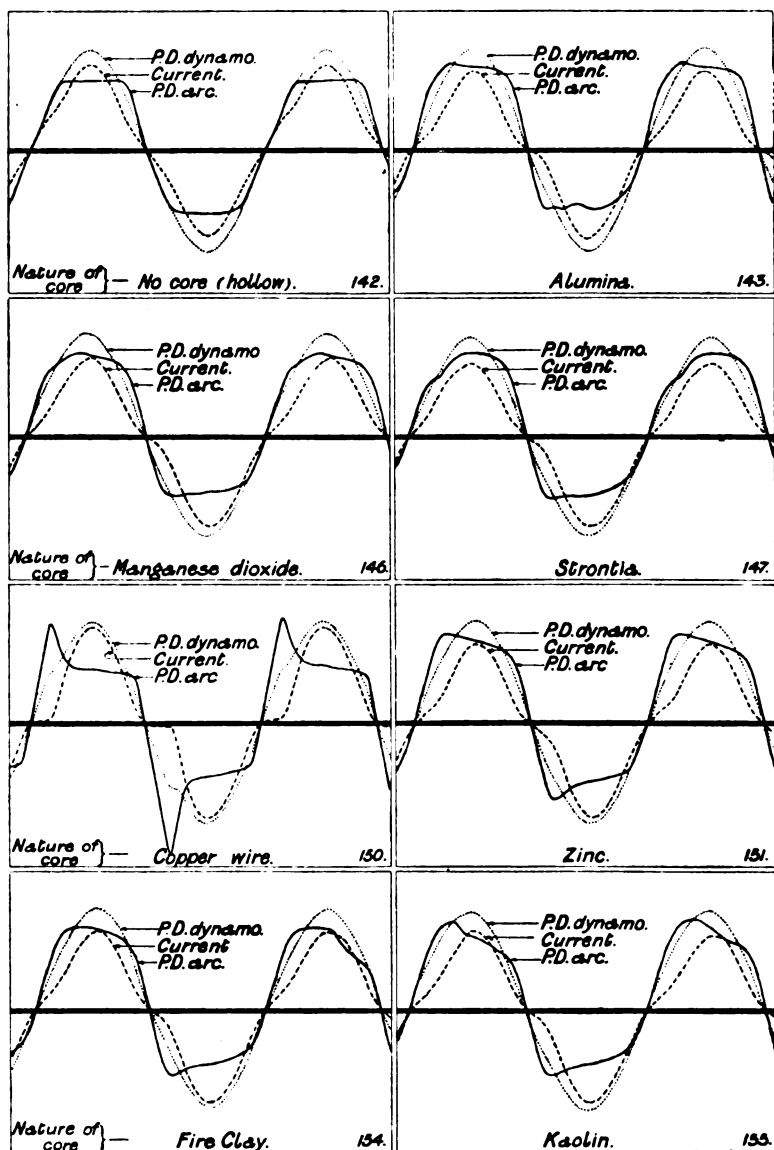 P.D. dynamo.
Current.
P.D. arc.
Nature of core } — No core (hollow). 142.
P.D. dynamo.
Current.
P.D. arc.
Alumina. 143.
P.D. dynamo
Current.
P.D. arc.
Nature of core } — Manganese dioxide. 146.
P.D. dynamo.
Current.
P.D. arc.
Strontia. 147.
P.D. dynamo.
Current.
P.D. arc
Nature of core } — Copper wire. 150.
P.D. dynamo.
Current.
P.D. arc
Zinc. 151.
P.D. dynamo.
Current
P.D. arc.
Nature of core } — Fire Clay. 154.
P.D. dynamo.
Current.
P.D. arc.
Kaolin. 155.